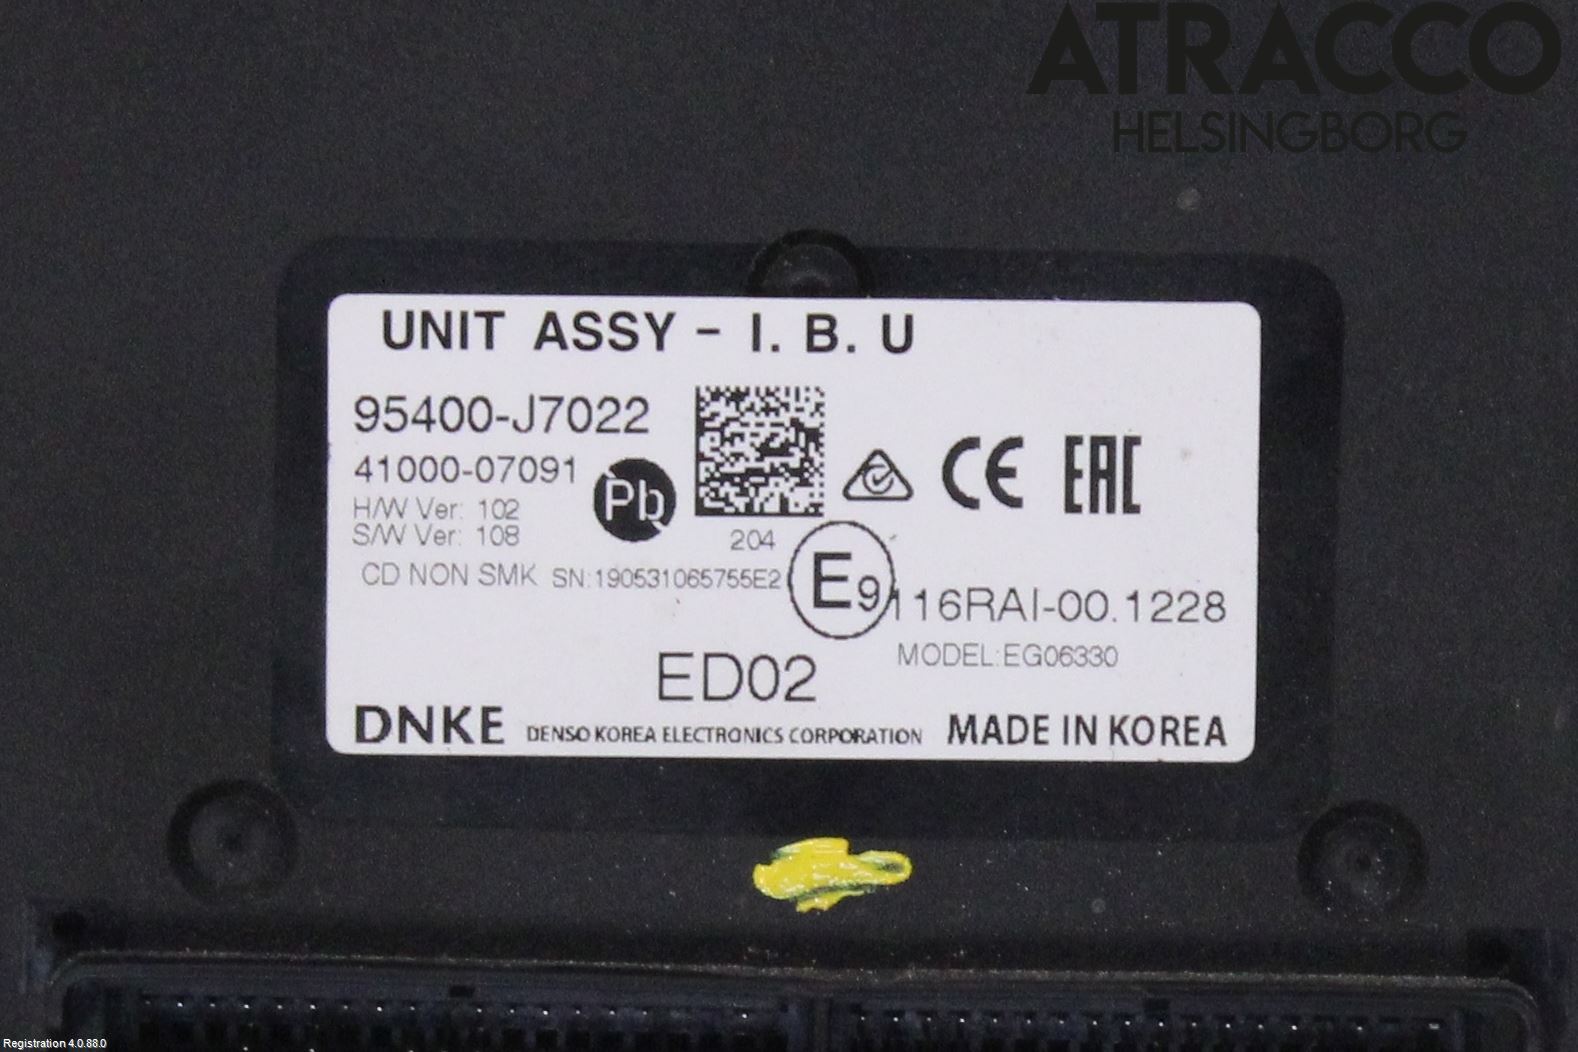 ATRACCO
HELSINGBORG
UNIT ASSY - I. B. U
95400-J7022
41000-07091
Pb
CE
EAC
H/W Ver: 102
S/W Ver: 108
204
CD NON SMK SN:190531065755E2
E9
116RAI-00.1228
MODEL:EG06330
ED02
DNKE DENSO KOREA ELECTRONICS CORPORATION MADE IN KOREA
Registration 4.0.88.0